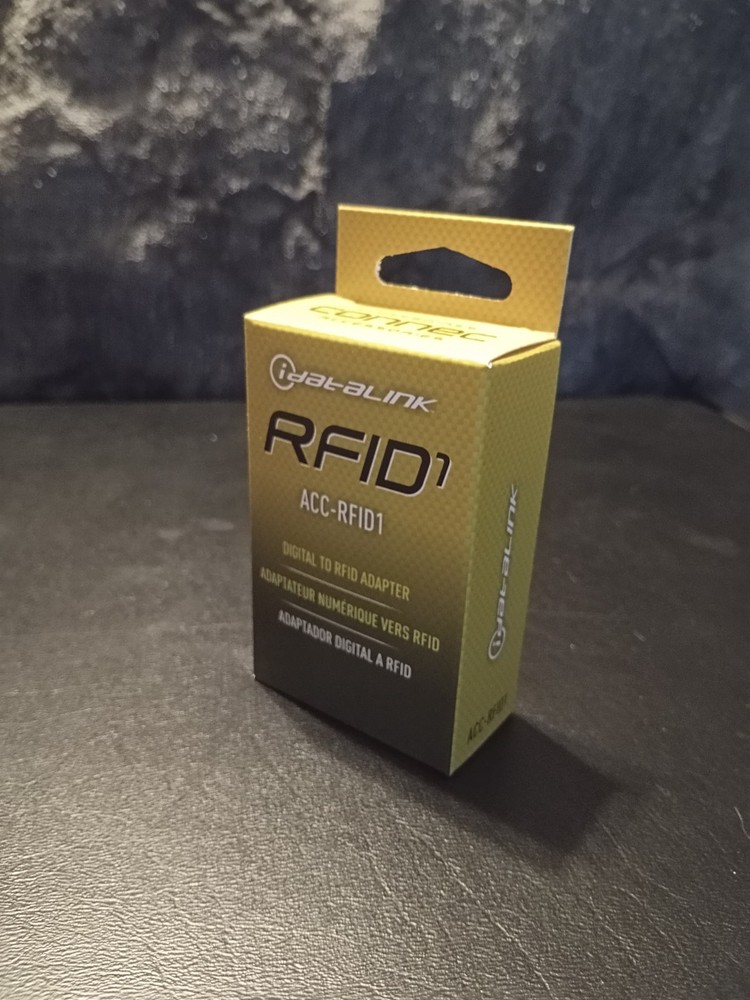 connec
ACCESSORIES
idatalink
RFID1
ACC-RFID1
DIGITAL TO RFID ADAPTER
ADAPTATEUR NUMÉRIQUE VERS RFID
ADAPTADOR DIGITAL A RFID
idatalink
ACC-RFID1